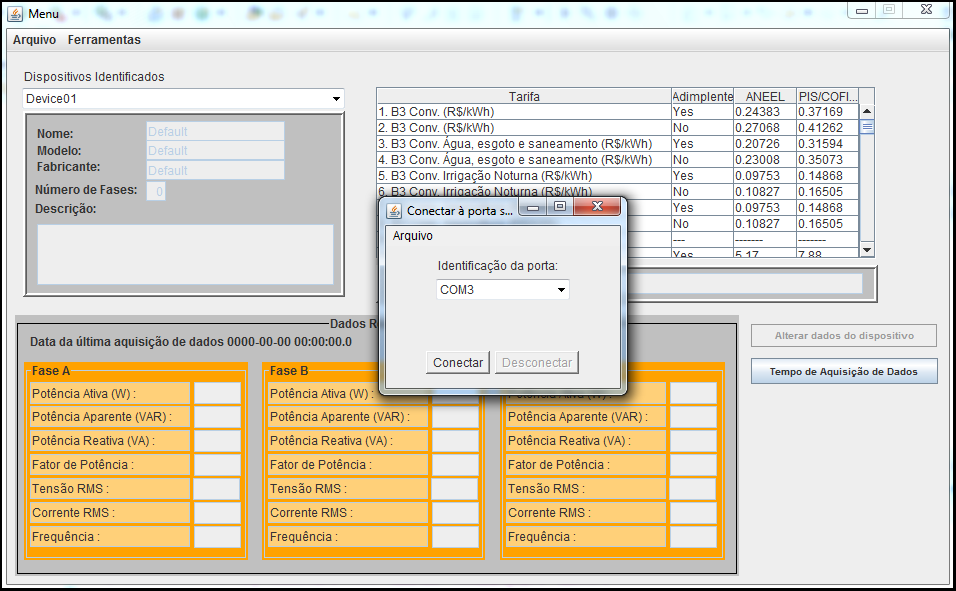 Menu
Arquivo Ferramentas
Dispositivos Identificados
Device01
Nome: Default
Modelo: Default
Fabricante: Default
Número de Fases: 0
Descrição:
Tarifa Adimplente ANEEL PIS/COFI...
1. B3 Conv. (R$/kWh) Yes 0.24383 0.37169
2. B3 Conv. (R$/kWh) No 0.27068 0.41262
3. B3 Conv. Água, esgoto e saneamento (R$/kWh) Yes 0.20726 0.31594
4. B3 Conv. Água, esgoto e saneamento (R$/kWh) No 0.23008 0.35073
5. B3 Conv. Irrigação Noturna (R$/kWh) Yes 0.09753 0.14868
6. B3 Conv. Irrigação Noturna (R$/kWh) No 0.10827 0.16505
Yes 0.09753 0.14868
No 0.10827 0.16505
--- ------- -------
Yes 5.17 7.88
Conectar à porta s...
Arquivo
Identificação da porta:
COM3
Conectar Desconectar
Dados R
Data da última aquisição de dados 0000-00-00 00:00:00.0
Alterar dados do dispositivo
Tempo de Aquisição de Dados
Fase A
Potência Ativa (W) :
Potência Aparente (VAR) :
Potência Reativa (VA) :
Fator de Potência :
Tensão RMS :
Corrente RMS :
Frequência :
Fase B
Potência Ativa (W) :
Potência Aparente (VAR) :
Potência Reativa (VA) :
Fator de Potência :
Tensão RMS :
Corrente RMS :
Frequência :
Potência Ativa (W) :
Potência Aparente (VAR) :
Potência Reativa (VA) :
Fator de Potência :
Tensão RMS :
Corrente RMS :
Frequência :